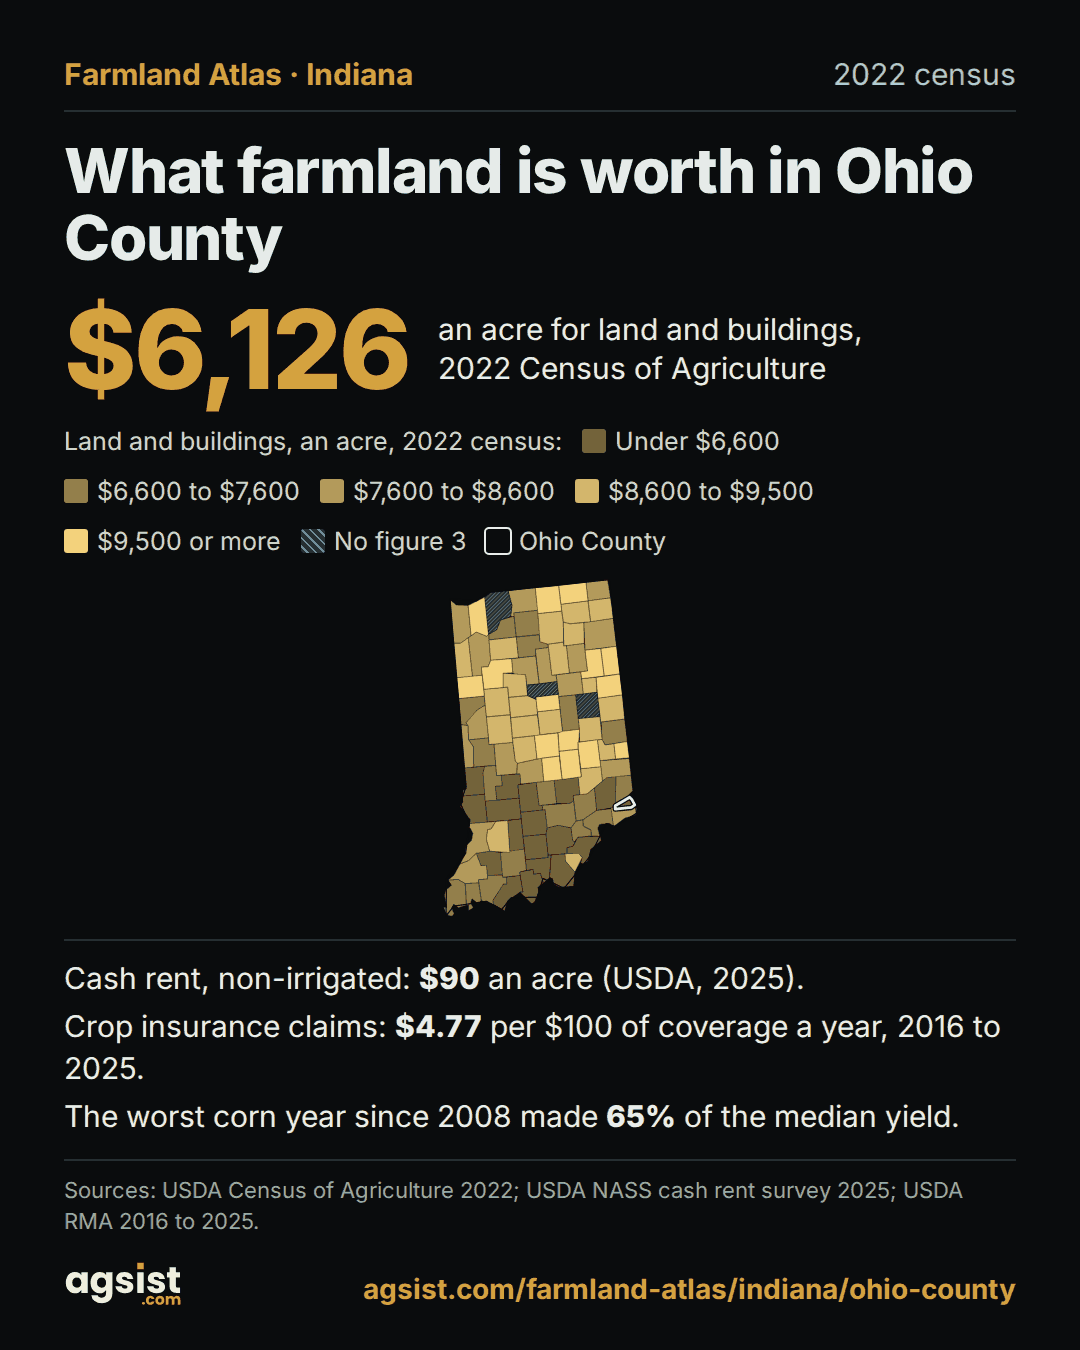 Farmland Atlas · Indiana
2022 census
What farmland is worth in Ohio
County
$6,126
an acre for land and buildings,
2022 Census of Agriculture
Land and buildings, an acre, 2022 census:
Under $6,600
$6,600 to $7,600
$7,600 to $8,600
$8,600 to $9,500
$9,500 or more
No figure 3
Ohio County
Cash rent, non-irrigated: $90 an acre (USDA, 2025).
Crop insurance claims: $4.77 per $100 of coverage a year, 2016 to
2025.
The worst corn year since 2008 made 65% of the median yield.
Sources: USDA Census of Agriculture 2022; USDA NASS cash rent survey 2025; USDA
RMA 2016 to 2025.
agsist
.com
agsist.com/farmland-atlas/indiana/ohio-county